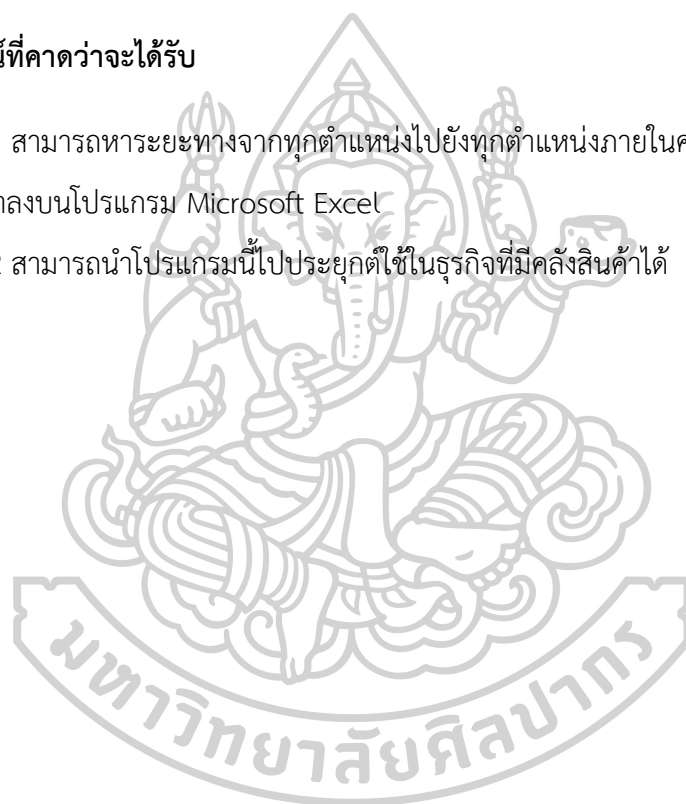 ที่คาดว่าจะได้รับ
สามารถหาระยะทางจากทุกตำแหน่งไปยังทุกตำแหน่งภายใน
ลงบนโปรแกรม Microsoft Excel
สามารถนำโปรแกรมนี้ไปประยุกต์ใช้ในธุรกิจที่มีคลังสินค้าได้
มหาวิทยาลัยศิลปากร